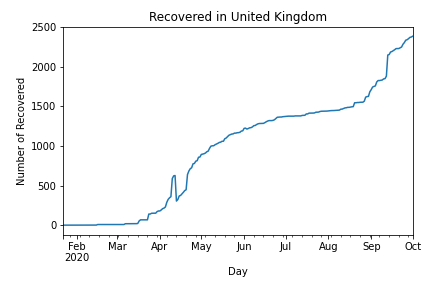 Recovered in United Kingdom
Number of Recovered
2500
2000
1500
1000
500
0
Feb Mar Apr May Jun Jul Aug Sep Oct
2020
Day